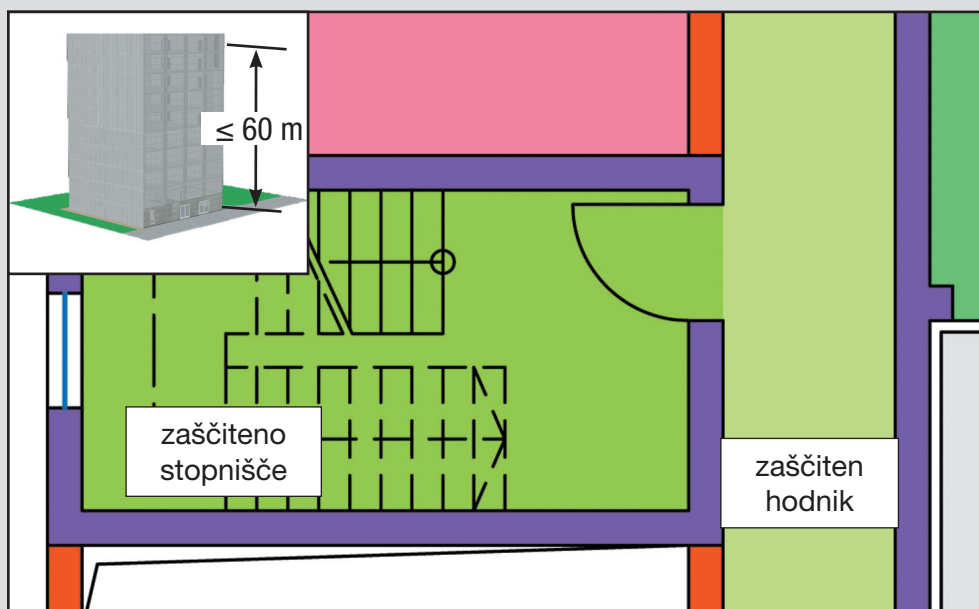 ≤ 60 m
zaščiteno
stopnišče
zaščiten
hodnik